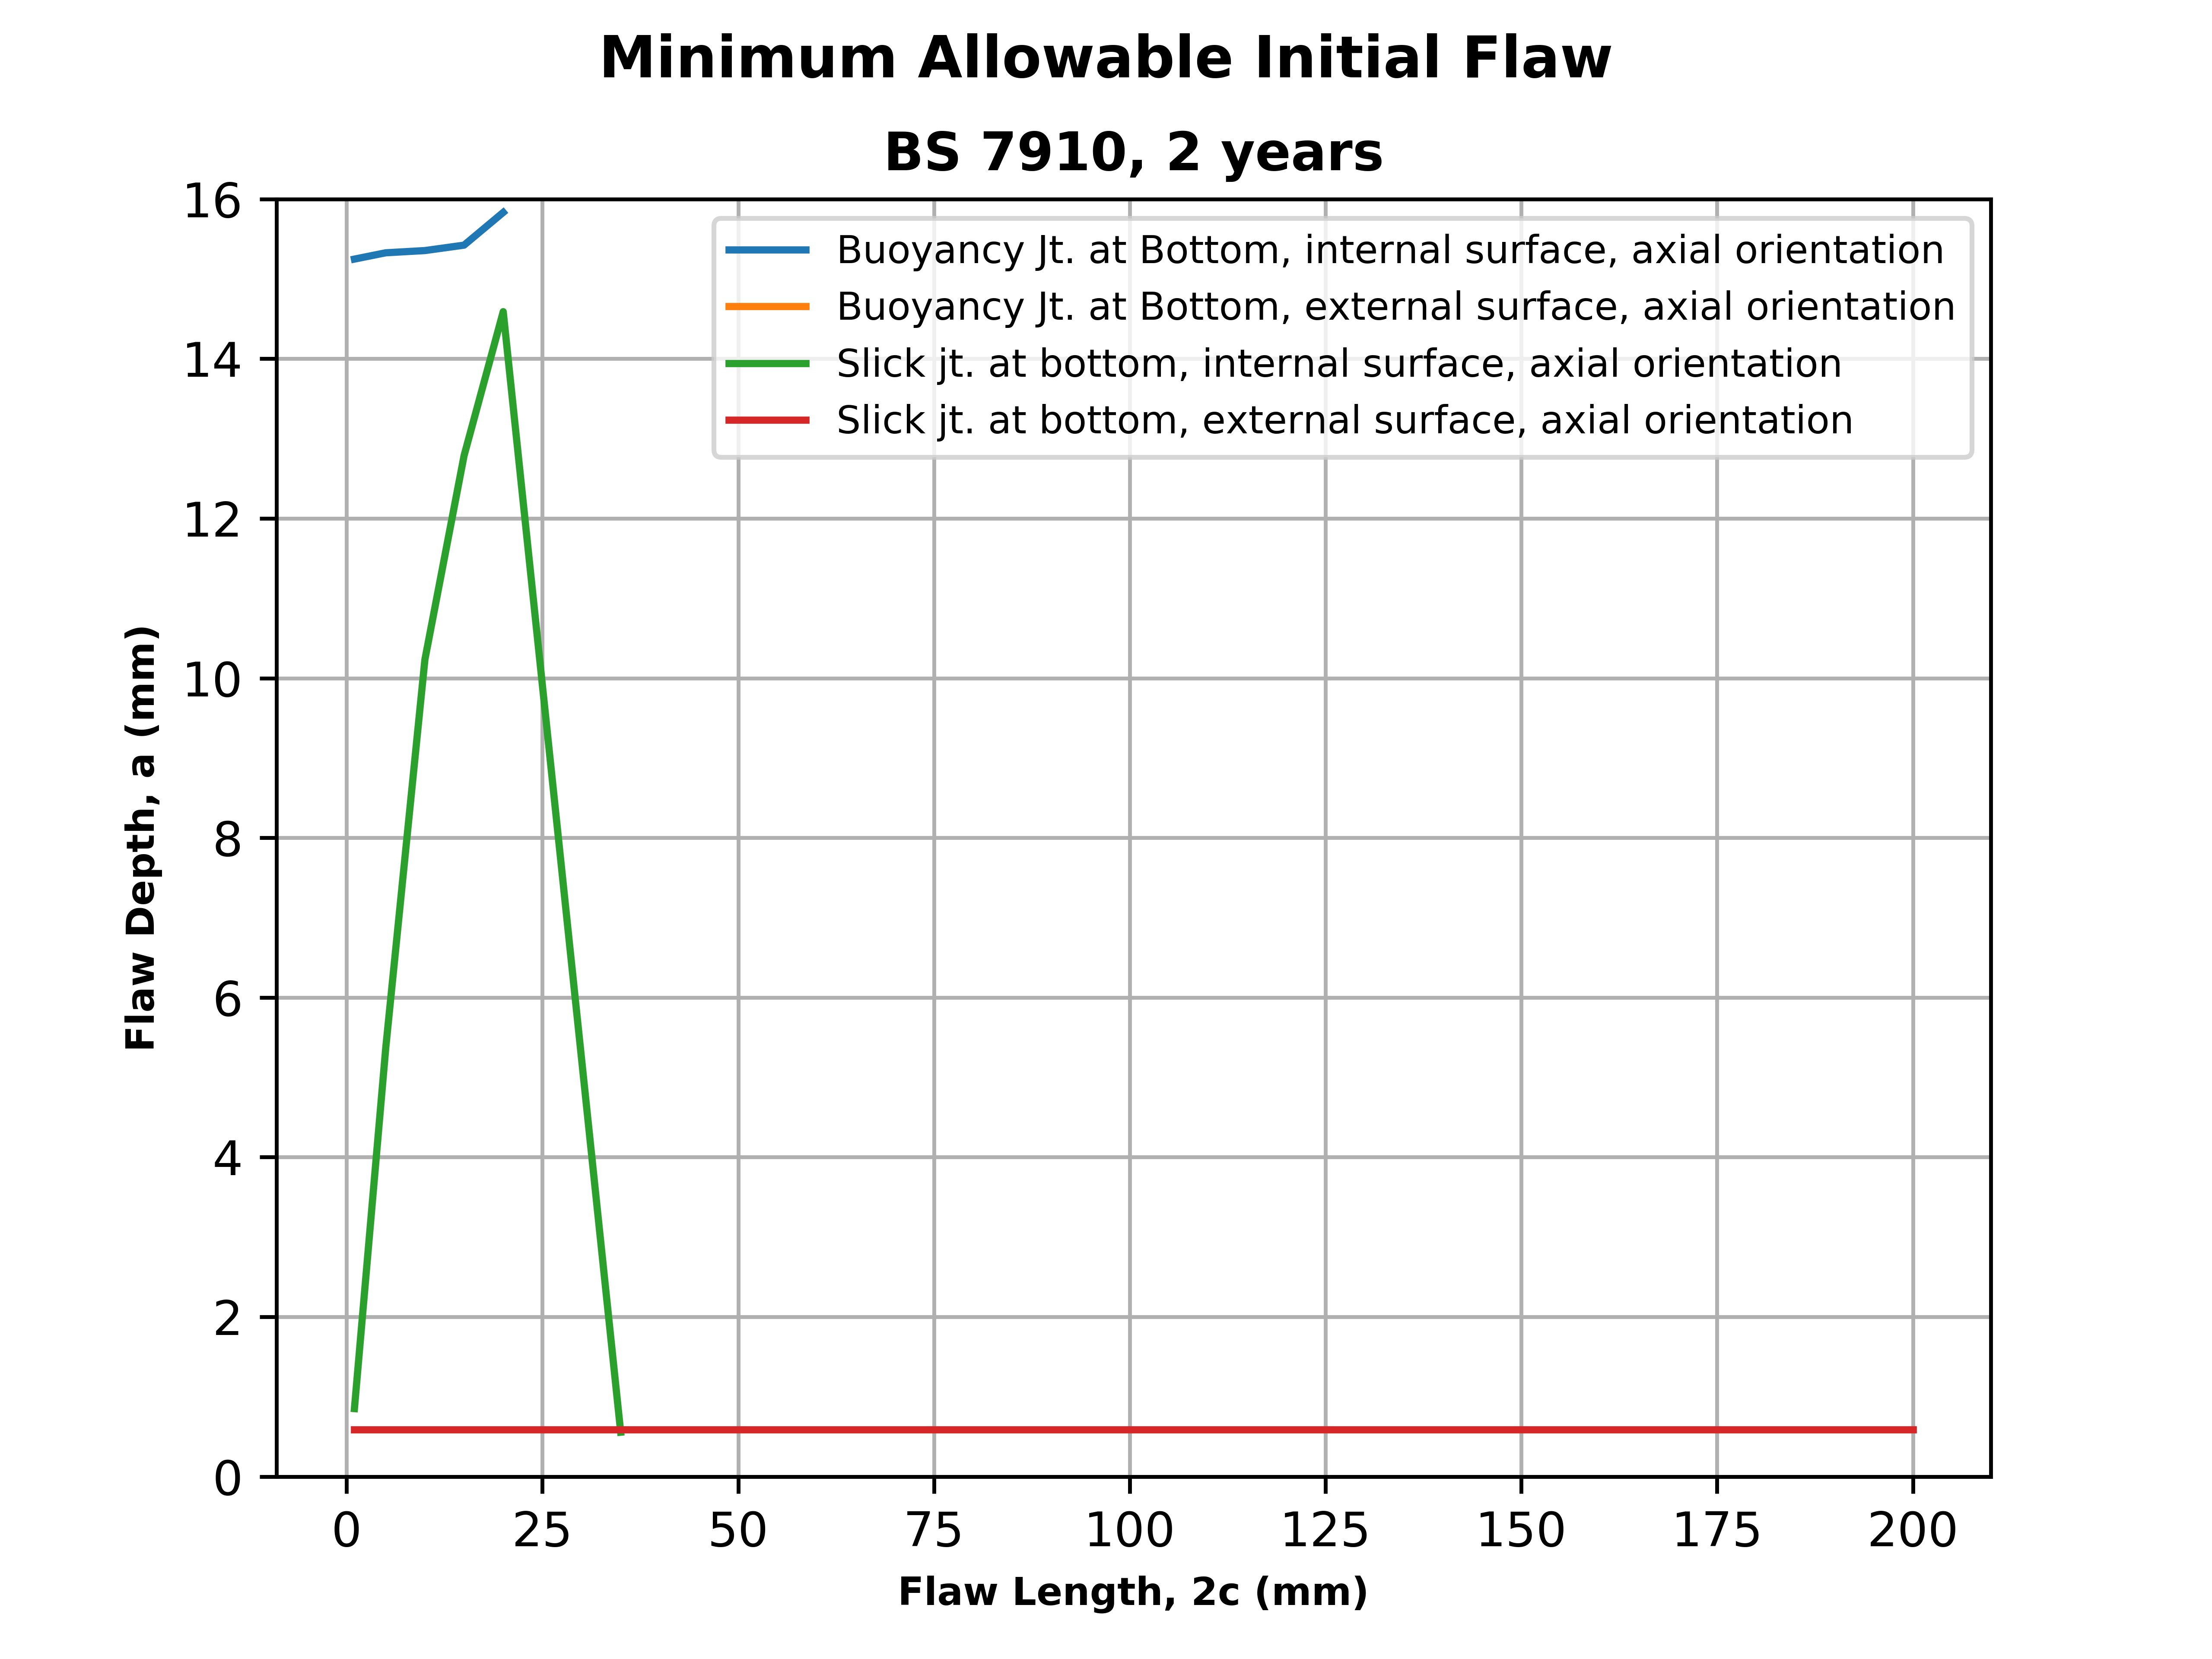 Minimum Allowable Initial Flaw
BS 7910, 2 years
16
14
12
10
8
6
4
2
0
Flaw Depth, a (mm)
Buoyancy Jt. at Bottom, internal surface, axial orientation
Buoyancy Jt. at Bottom, external surface, axial orientation
Slick jt. at bottom, internal surface, axial orientation
Slick jt. at bottom, external surface, axial orientation
0 25 50 75 100 125 150 175 200
Flaw Length, 2c (mm)